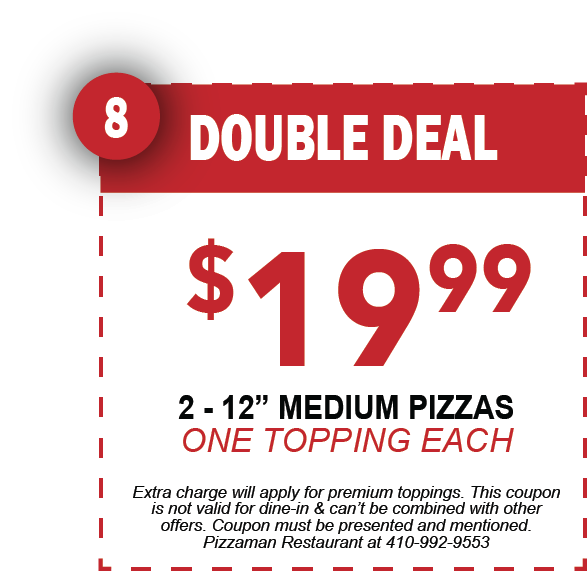 8
DOUBLE DEAL
$19 99
2 - 12” MEDIUM PIZZAS
ONE TOPPING EACH
Extra charge will apply for premium toppings. This coupon
is not valid for dine-in & can’t be combined with other
offers. Coupon must be presented and mentioned.
Pizzaman Restaurant at 410-992-9553